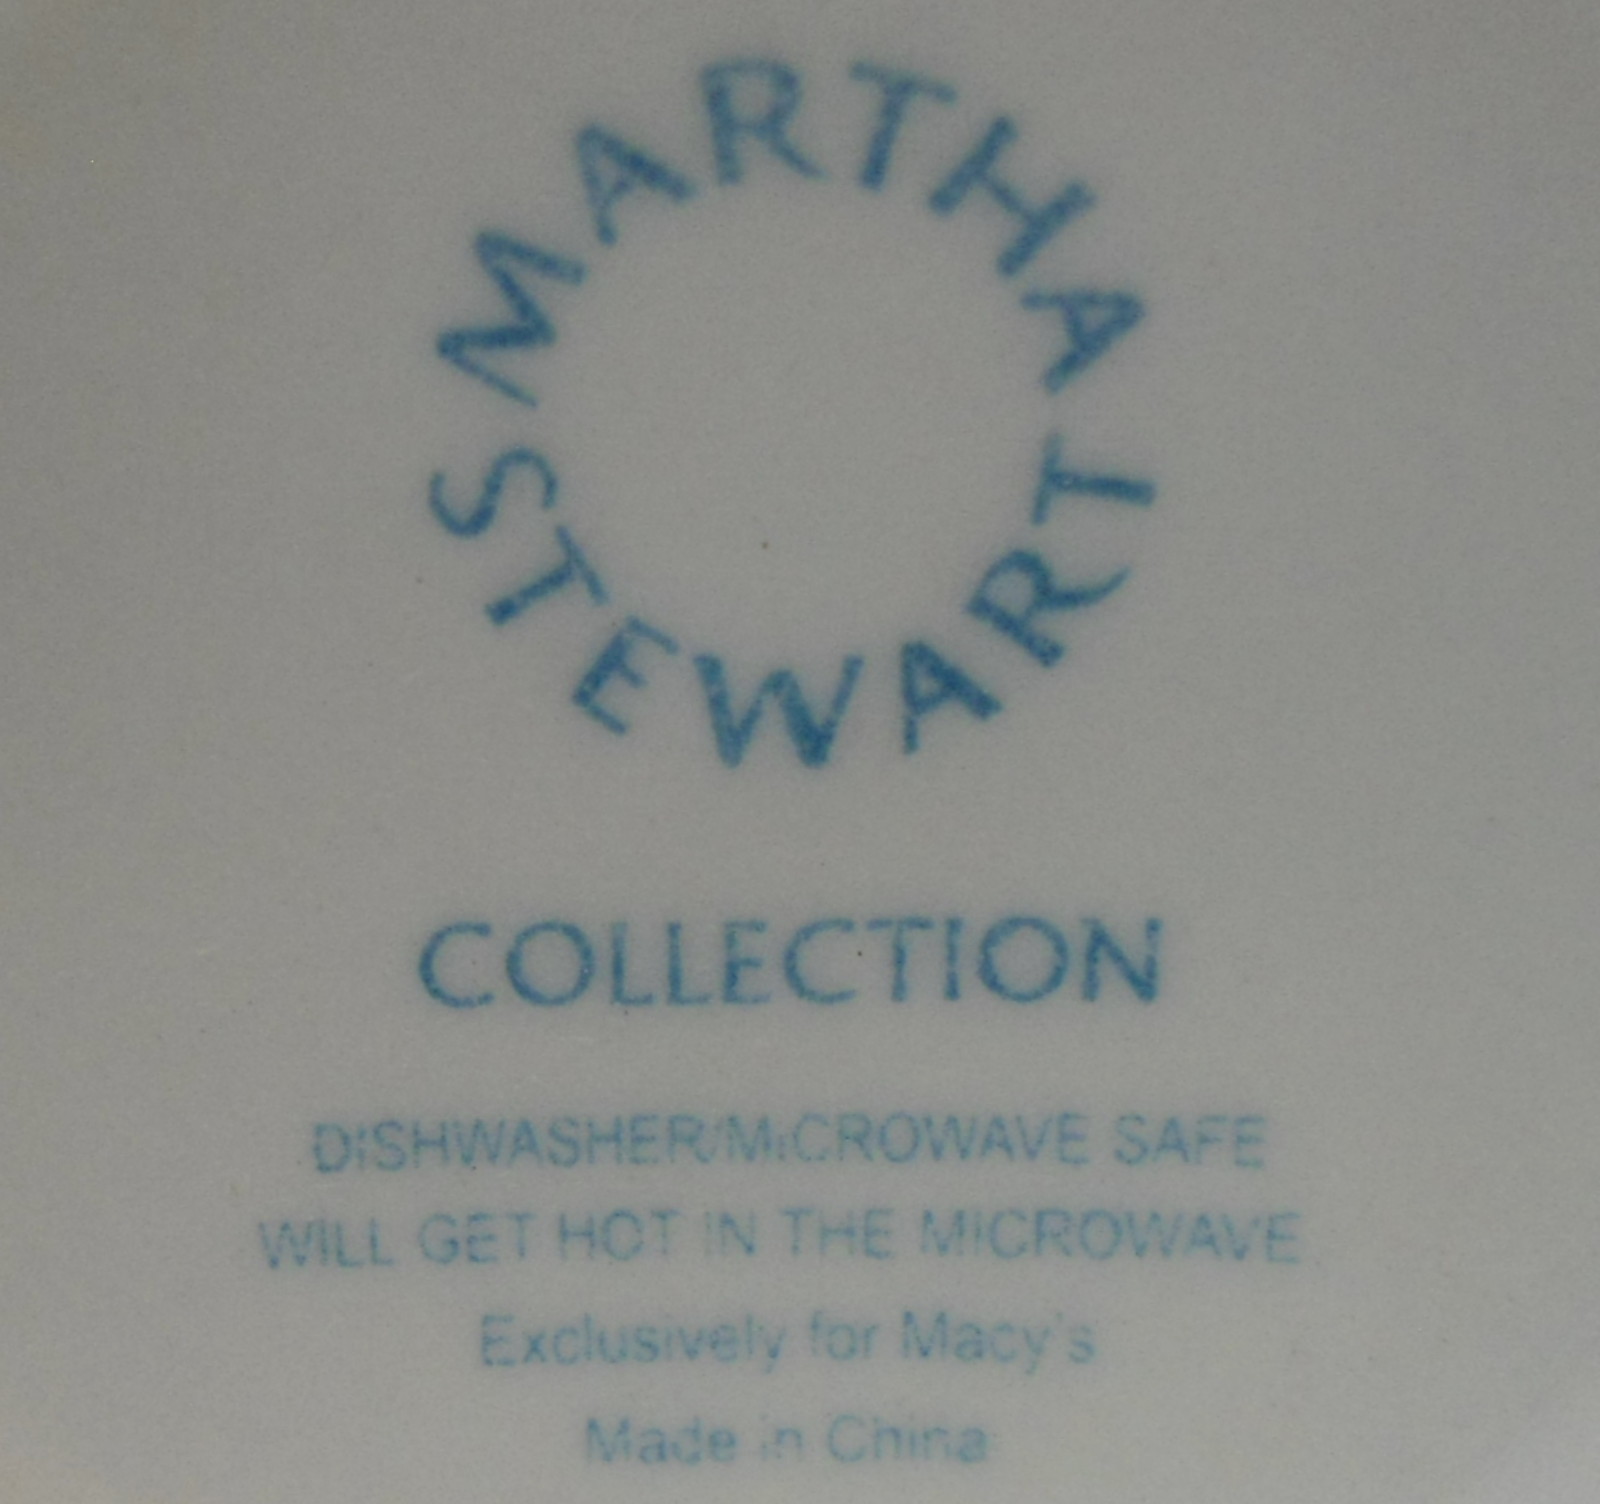 MARTHA
STEWART
COLLECTION
DISHWASHER/MICROWAVE SAFE
WILL GET HOT IN THE MICROWAVE
Exclusively for Macy's
Made in China